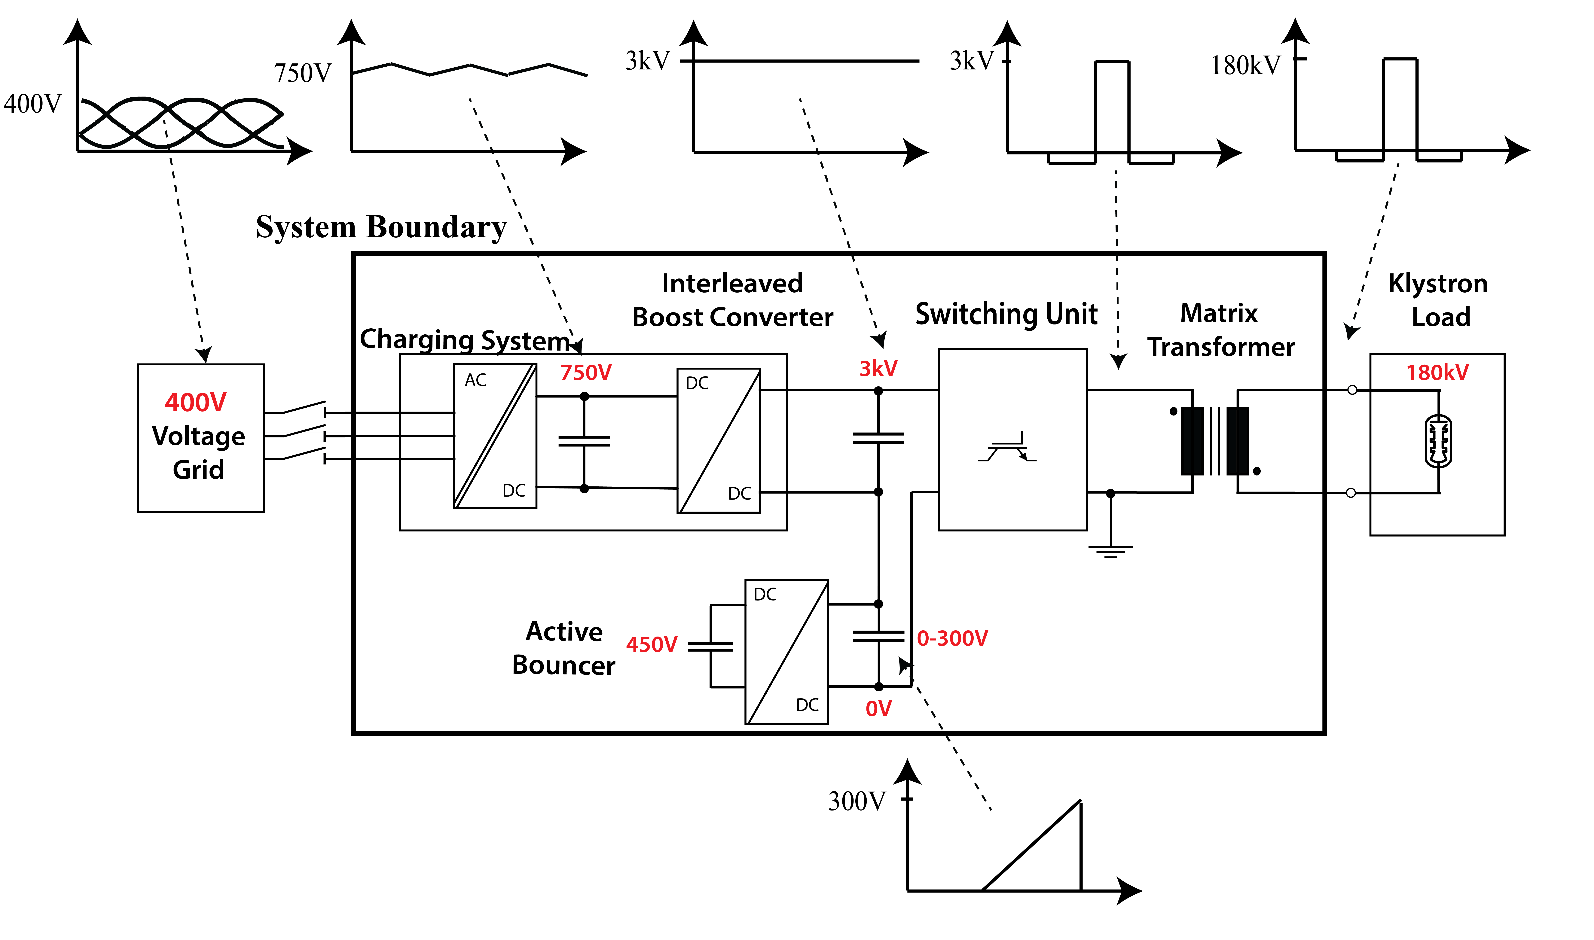 400V
750V
3kV
3kV
180kV
System Boundary
Charging System
Interleaved
Boost Converter
Switching Unit
Matrix
Transformer
Klystron
Load
400V
Voltage
Grid
AC
DC
750V
DC
DC
3kV
180kV
Active
Bouncer
450V
DC
DC
0-300V
0V
300V